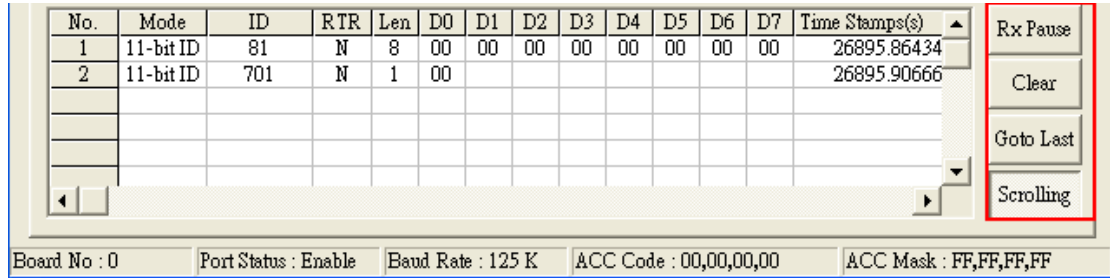 No. Mode ID RTR Len D0 D1 D2 D3 D4 D5 D6 D7 Time Stamps(s)
1 11-bit ID 81 N 8 00 00 00 00 00 00 00 00 26895.86434
2 11-bit ID 701 N 1 00 26895.90666
Rx Pause
Clear
Goto Last
Scrolling
Board No : 0 Port Status : Enable Baud Rate : 125 K ACC Code : 00,00,00,00 ACC Mask : FF,FF,FF,FF